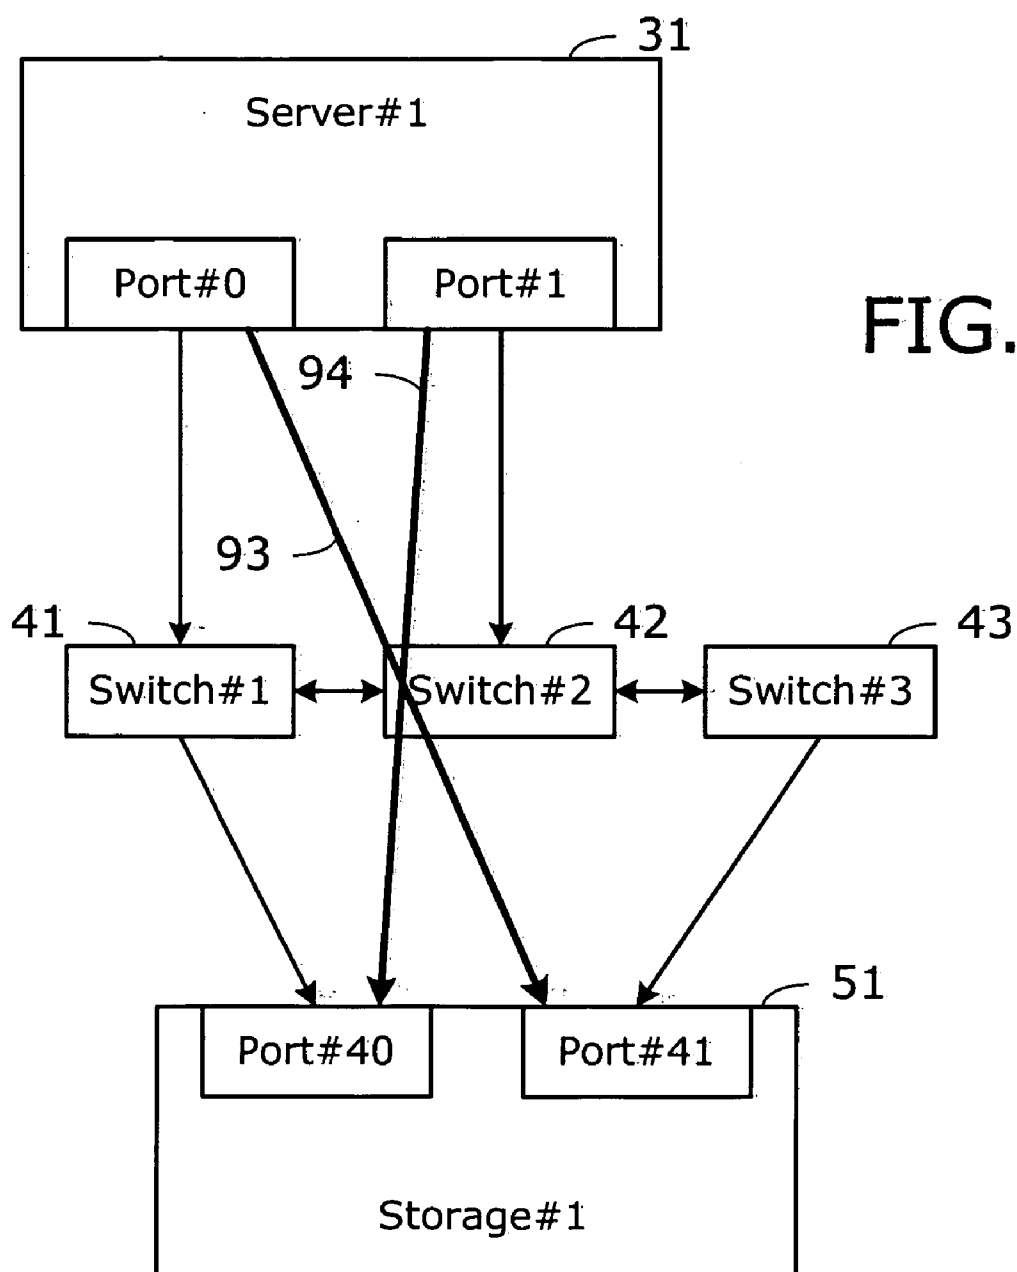 31
Server#1
Port#0
Port#1
FIG.
94
93
41
42
43
Switch#1
Switch#2
Switch#3
51
Port#40
Port#41
Storage#1